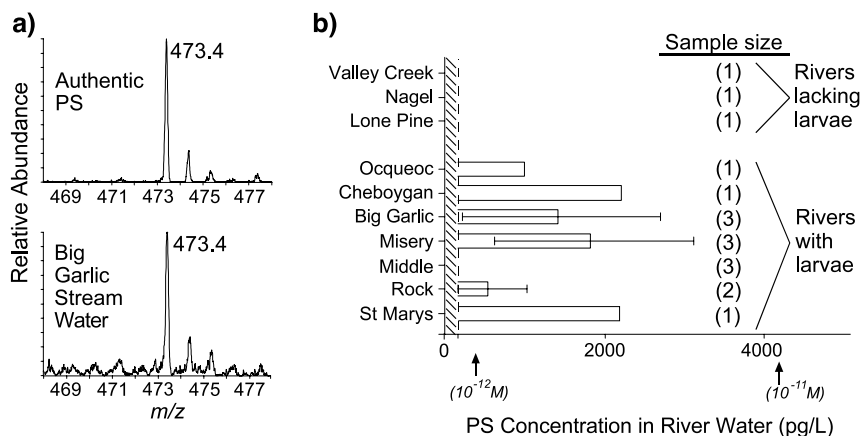 a)
Relative Abundance
Authentic
PS
473.4
469 471 473 475 477
Big
Garlic
Stream
Water
473.4
469 471 473 475 477
m/z
b)
Sample size
Valley Creek (1)
Nagel (1)
Lone Pine (1)
Rivers
lacking
larvae
Ocqueoc (1)
Cheboygan (1)
Big Garlic (3)
Misery (3)
Middle (3)
Rock (2)
St Marys (1)
Rivers
with
larvae
0 2000 4000
(10⁻¹²M) (10⁻¹¹M)
PS Concentration in River Water (pg/L)